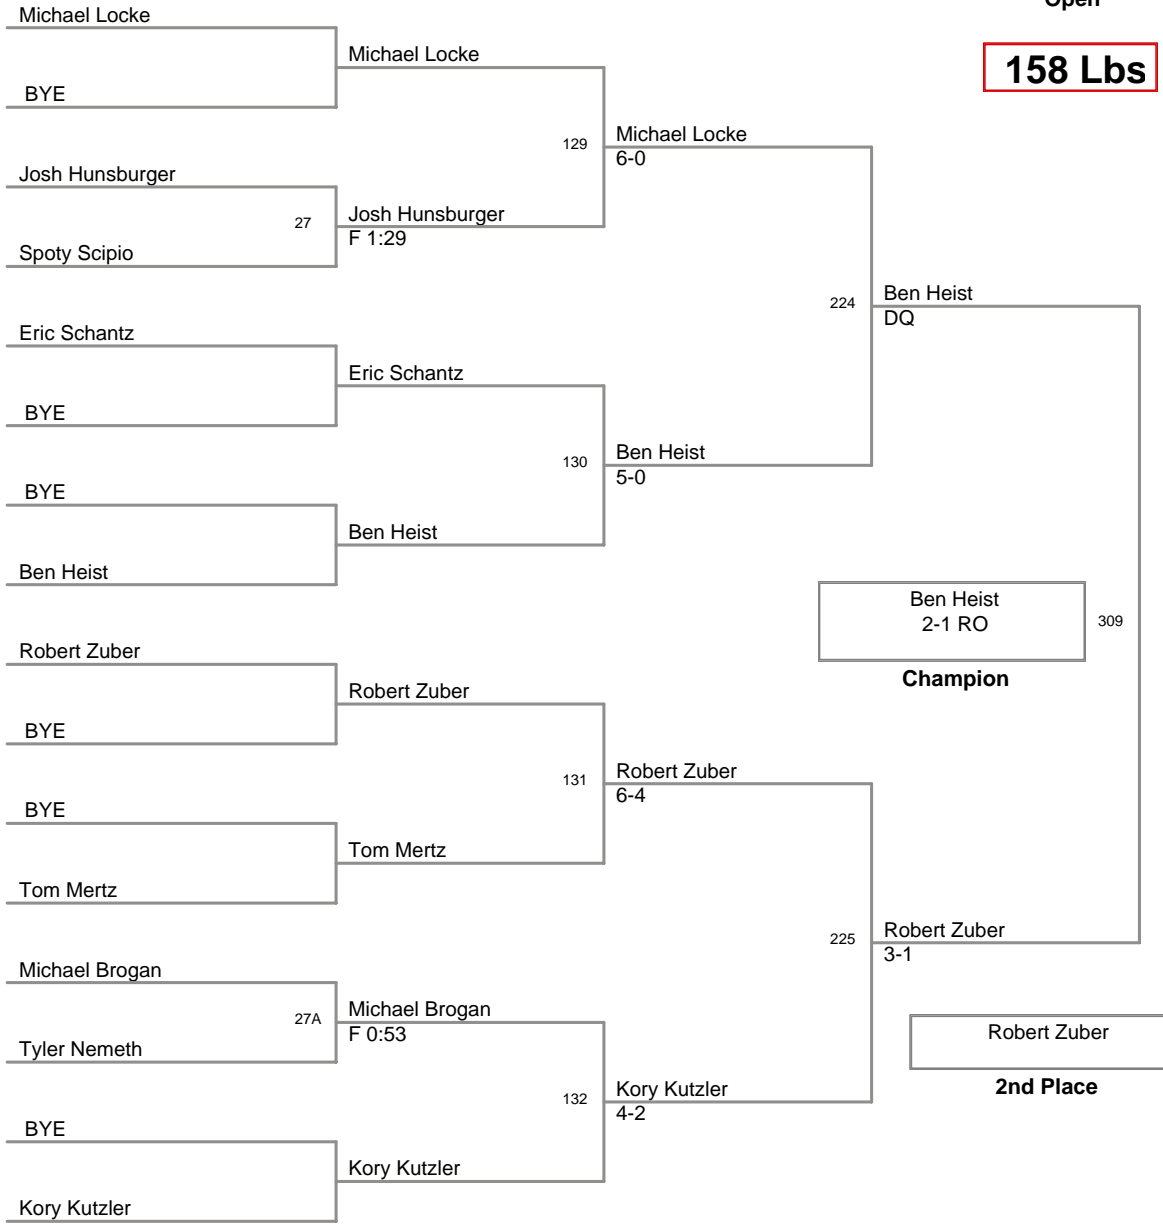 Open
158 Lbs
Michael Locke
BYE
Josh Hunsburger
Spoty Scipio
Eric Schantz
BYE
BYE
Ben Heist
Robert Zuber
BYE
BYE
Tom Mertz
Michael Brogan
Tyler Nemeth
BYE
Kory Kutzler
Michael Locke
27
Josh Hunsburger
F 1:29
Eric Schantz
Ben Heist
Robert Zuber
Tom Mertz
27A
Michael Brogan
F 0:53
Kory Kutzler
129
Michael Locke
6-0
130
Ben Heist
5-0
131
Robert Zuber
6-4
132
Kory Kutzler
4-2
224
Ben Heist
DQ
225
Robert Zuber
3-1
Ben Heist
2-1 RO
309
Champion
Robert Zuber
2nd Place